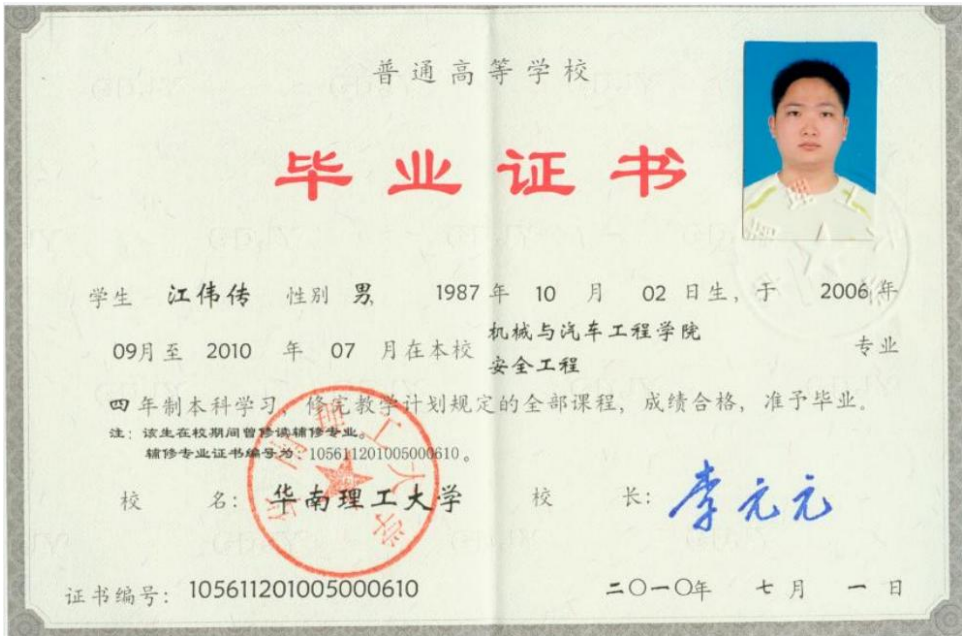 普通高等学校
毕业证书
学生 江伟传 性别 男, 1987 年 10 月 02 日生, 于 2006 年
09月至 2010 年 07 月在本校 机械与汽车工程学院 安全工程 专业
四年制本科学习, 修完教学计划规定的全部课程, 成绩合格, 准予毕业。
注: 该生在校期间曾修读辅修专业。
辅修专业证书编号为: 105611201005000610。
校 名: 华南理工大学 校 长: 李元元
证书编号: 105611201005000610 二〇一〇年 七月 一日